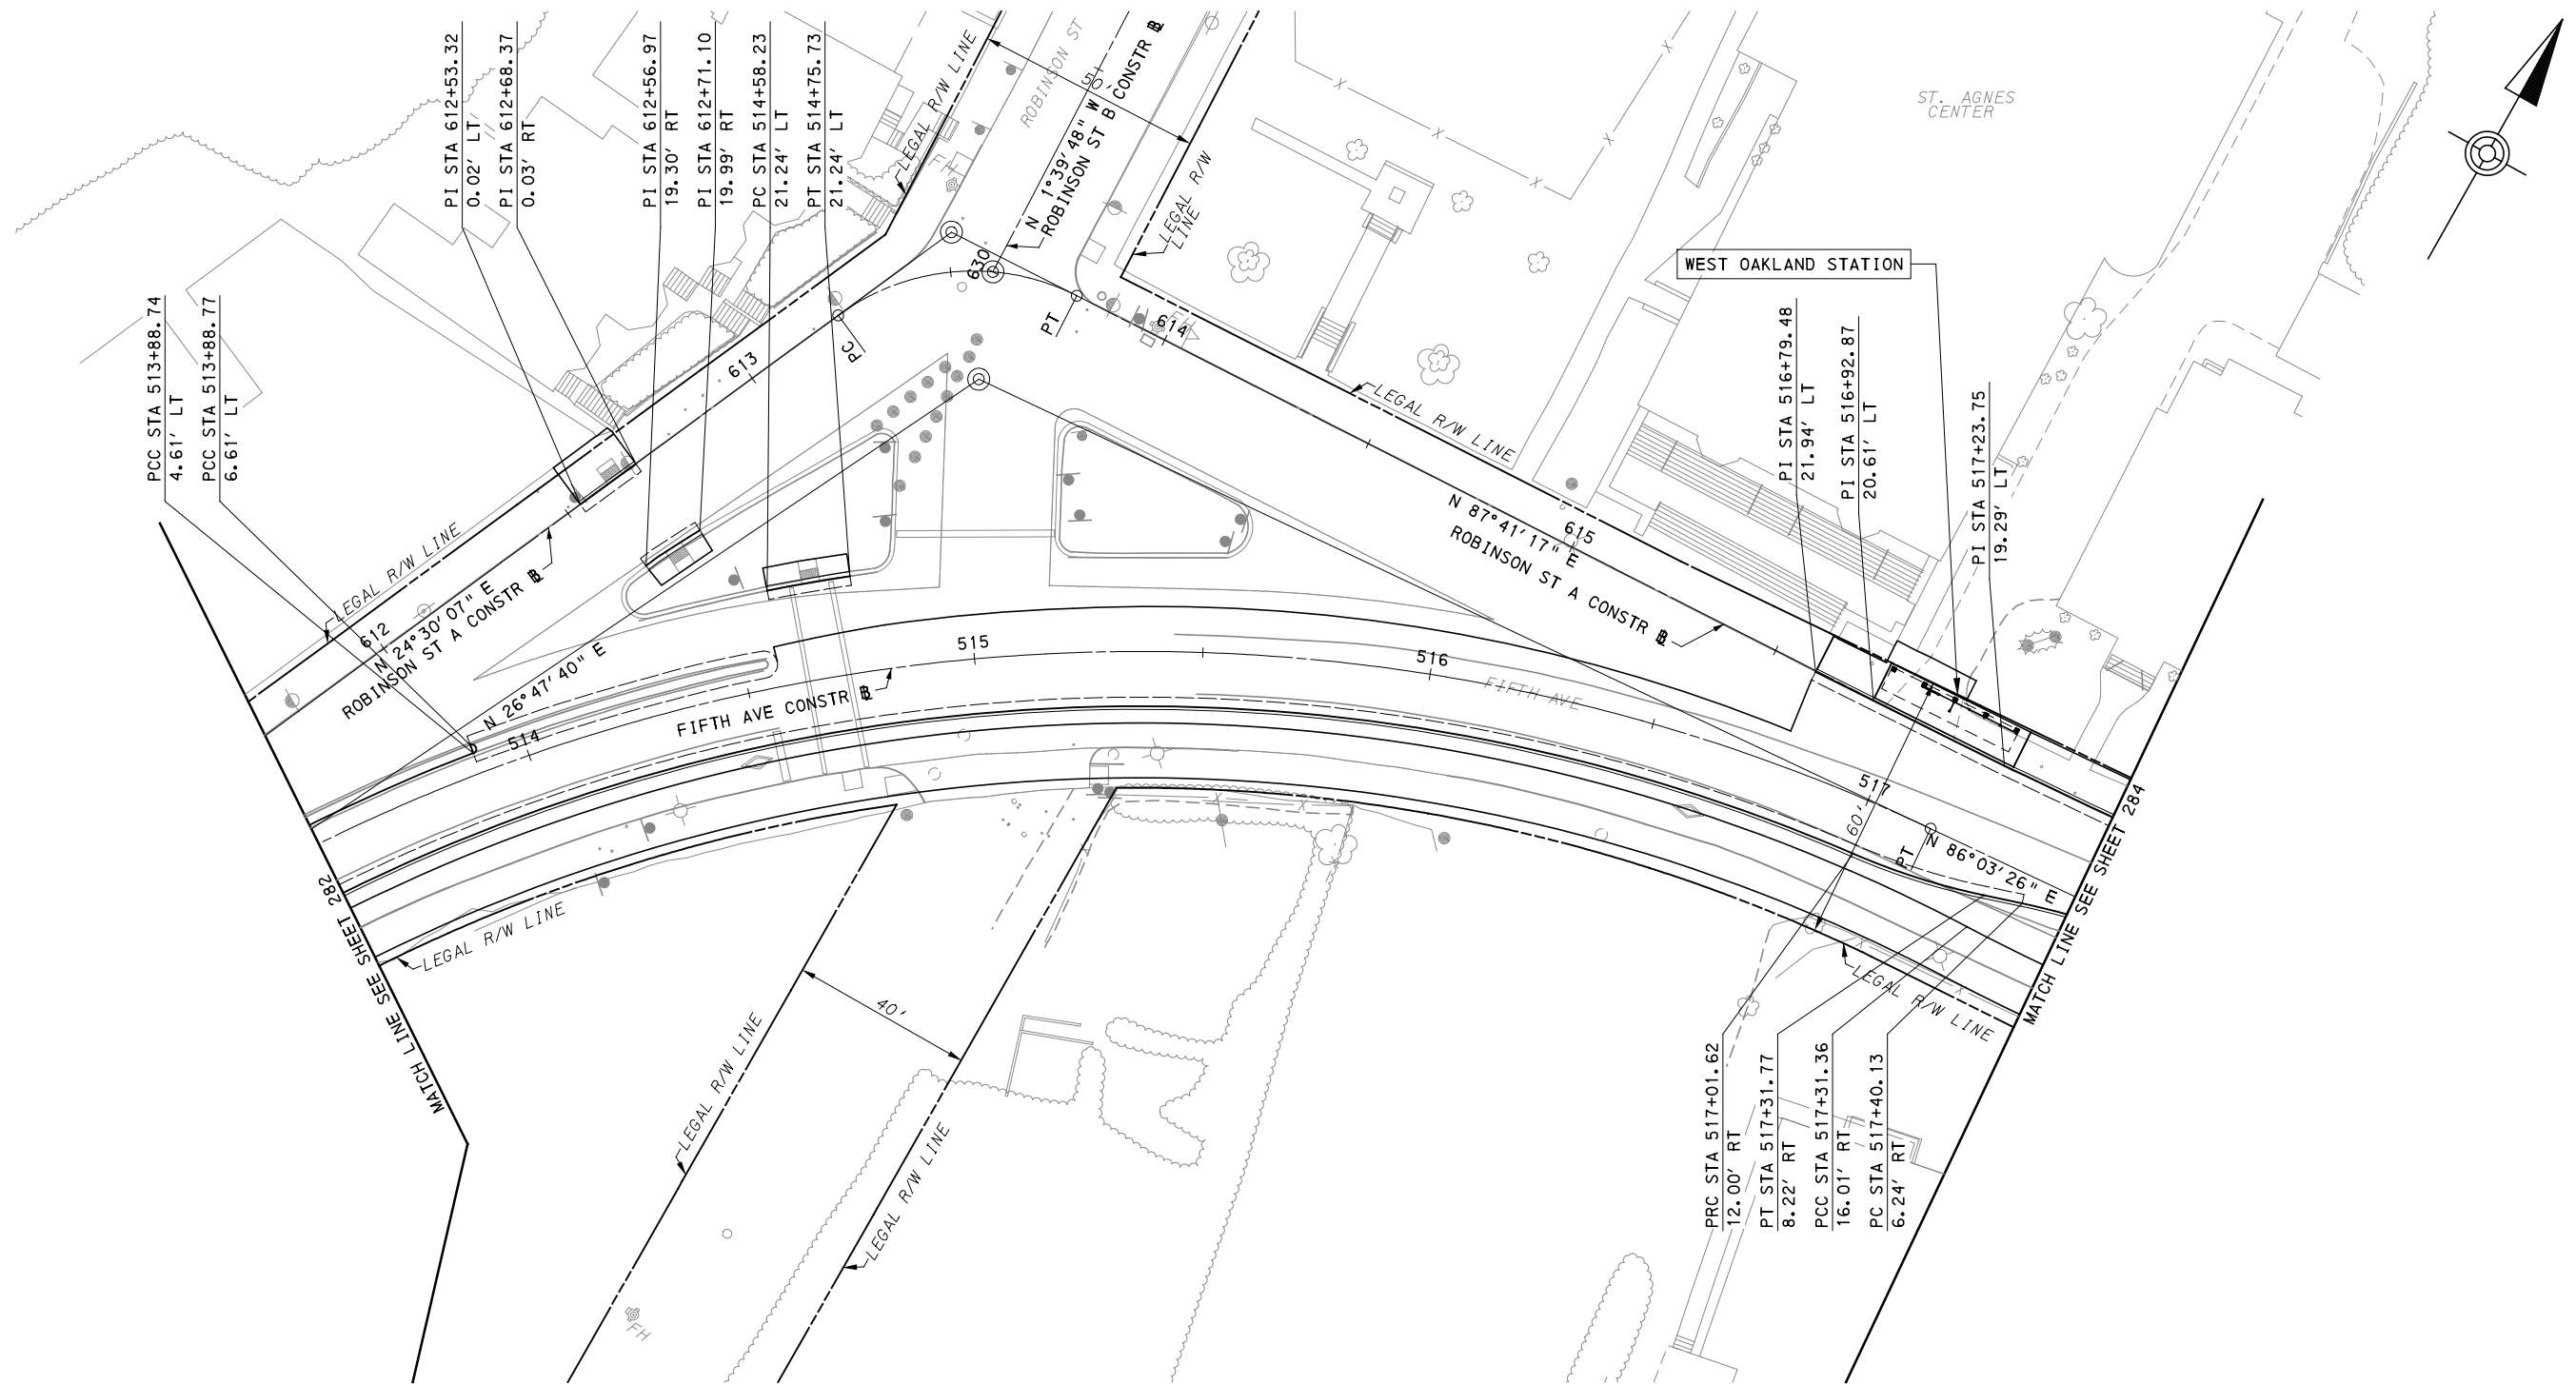 PCC STA 513+88.74
4.61' LT
PCC STA 513+88.77
6.61' LT
PI STA 612+53.32
0.02' LT
PI STA 612+68.37
0.03' RT
PI STA 612+56.97
19.30' RT
PI STA 612+71.10
19.99' RT
PC STA 514+58.23
21.24' LT
PT STA 514+75.73
21.24' LT
LEGAL R/W LINE
ROBINSON ST
50'
N 1°39'48" W
ROBINSON ST B CONSTR B
LEGAL R/W
LINE
FH
ST. AGNES
CENTER
WEST OAKLAND STATION
630
PT
PC
613
614
LEGAL R/W LINE
PI STA 516+79.48
21.94' LT
PI STA 516+92.87
20.61' LT
PI STA 517+23.75
19.29' LT
LEGAL R/W LINE
612
N 24°30'07" E
ROBINSON ST A CONSTR B
N 26°47'40" E
N 87°41'17" E
ROBINSON ST A CONSTR B
615
514
FIFTH AVE CONSTR B
515
516
FIFTH AVE
517
60'
PT
N 86°03'26" E
MATCH LINE SEE SHEET 282
LEGAL R/W LINE
MATCH LINE SEE SHEET 284
LEGAL R/W LINE
40'
LEGAL R/W LINE
LEGAL R/W LINE
PRC STA 517+01.62
12.00' RT
PT STA 517+31.77
8.22' RT
PCC STA 517+31.36
16.01' RT
PC STA 517+40.13
6.24' RT
FH